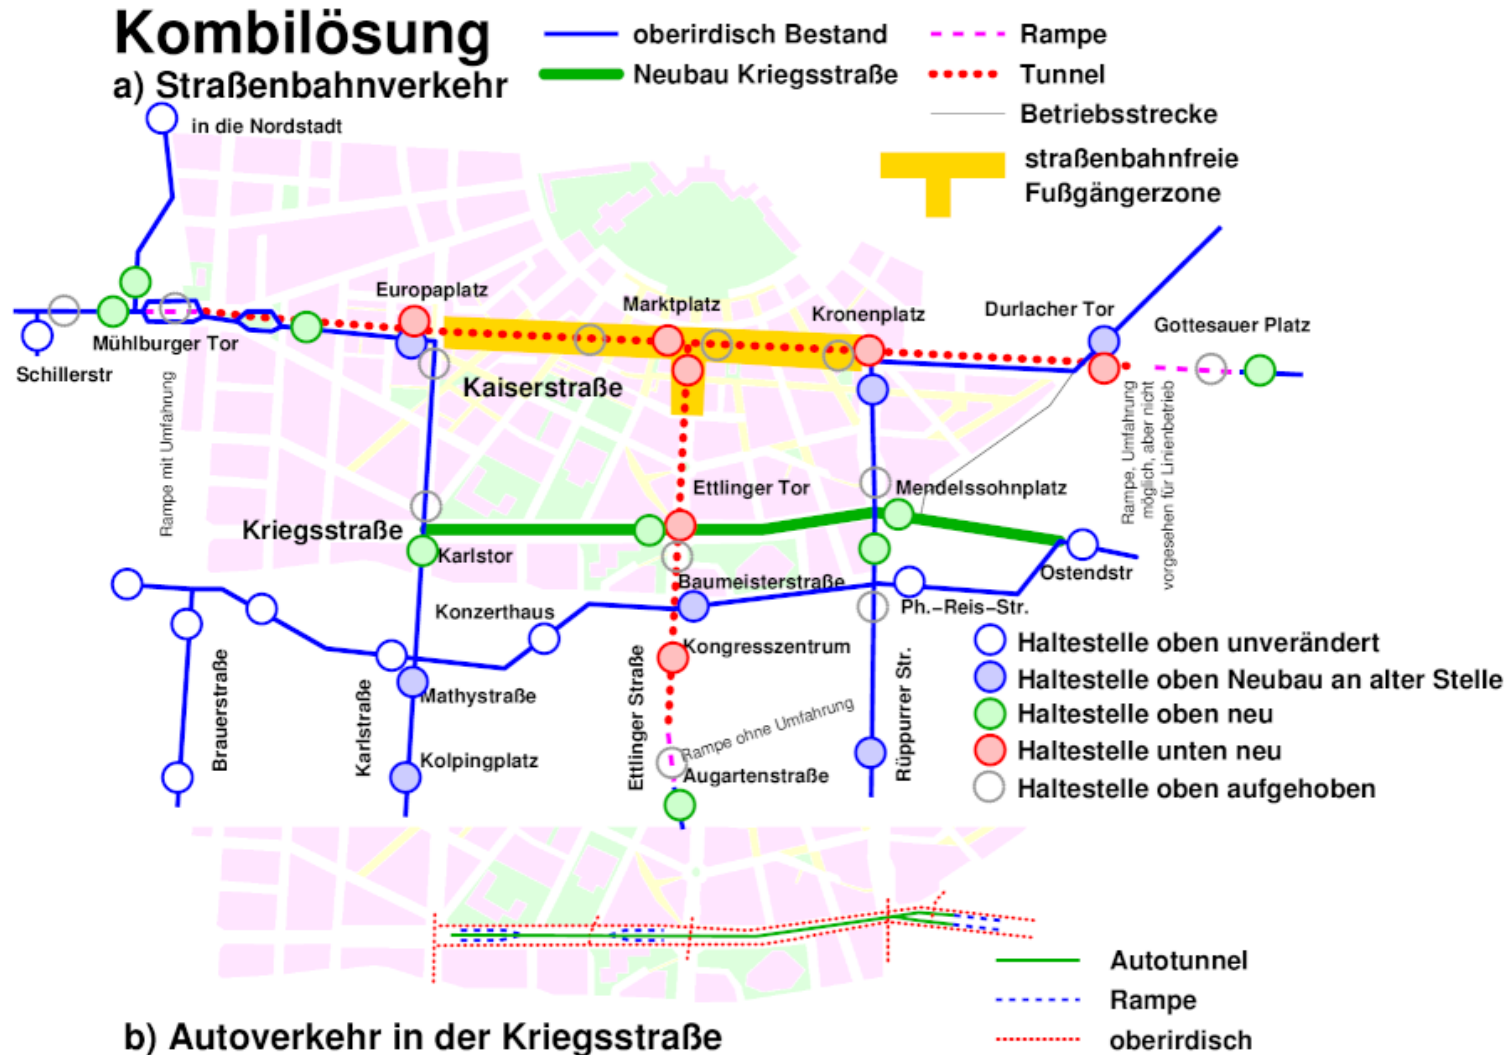 Kombilösung
a) Straßenbahnverkehr
oberirdisch Bestand
Neubau Kriegsstraße
Rampe
Tunnel
Betriebsstrecke
straßenbahnfreie
Fußgängerzone
in die Nordstadt
Europaplatz
Marktplatz
Kronenplatz
Durlacher Tor
Gottesauer Platz
Mühlburger Tor
Schillerstr
Kaiserstraße
Rampe mit Umfahrung
Rampe, Umfahrung
möglich, aber nicht
vorgesehen für Linienbetrieb
Ettlinger Tor
Mendelssohnplatz
Kriegsstraße
Karlstor
Baumeisterstraße
Ostendstr
Konzerthaus
Ph.-Reis-Str.
Kongresszentrum
Brauerstraße
Karlstraße
Mathystraße
Ettlinger Straße
Rampe ohne Umfahrung
Rüppurrer Str.
Kolpingplatz
Augartenstraße
Haltestelle oben unverändert
Haltestelle oben Neubau an alter Stelle
Haltestelle oben neu
Haltestelle unten neu
Haltestelle oben aufgehoben
Autotunnel
Rampe
oberirdisch
b) Autoverkehr in der Kriegsstraße